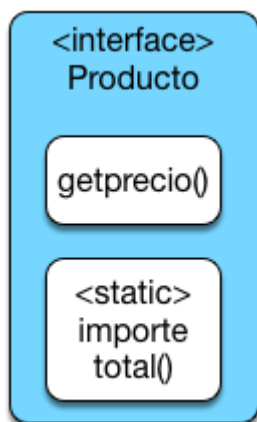 <interface>
Producto
getprecio()
<static>
importe
total()